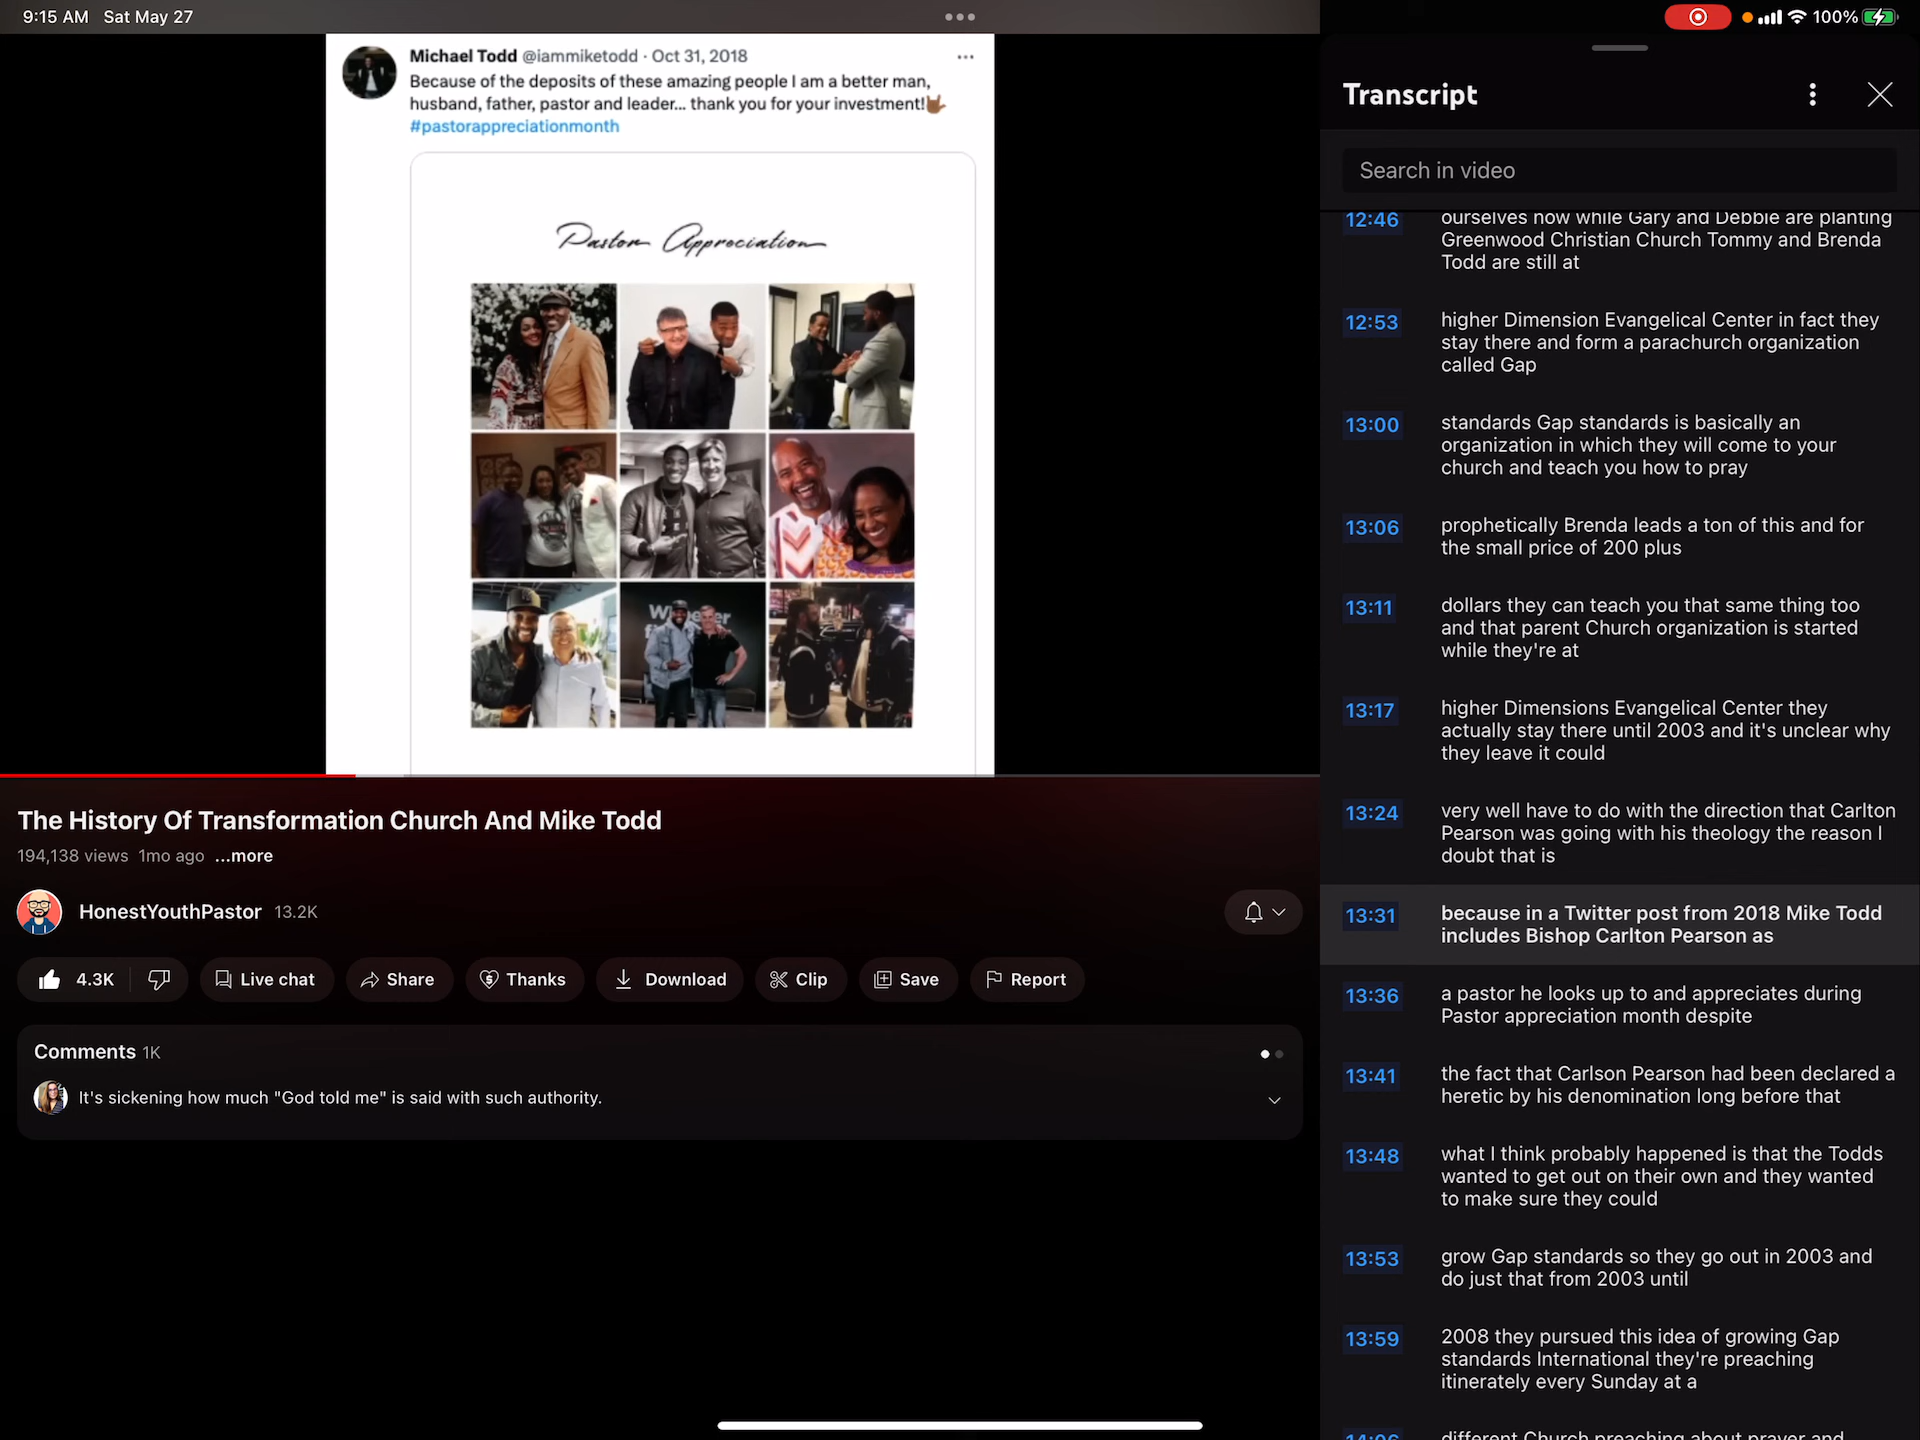 9:15 AM Sat May 27
100%
Michael Todd @iammiketodd · Oct 31, 2018
Because of the deposits of these amazing people I am a better man,
husband, father, pastor and leader... thank you for your investment!🤟🏾
#pastorappreciationmonth
Pastor Appreciation
The History Of Transformation Church And Mike Todd
194,138 views 1mo ago ...more
HonestYouthPastor 13.2K
4.3K Live chat Share Thanks Download Clip Save Report
Comments 1K
It's sickening how much "God told me" is said with such authority.
Transcript
Search in video
12:46 ourselves now while Gary and Debbie are planting
Greenwood Christian Church Tommy and Brenda
Todd are still at
12:53 higher Dimension Evangelical Center in fact they
stay there and form a parachurch organization
called Gap
13:00 standards Gap standards is basically an
organization in which they will come to your
church and teach you how to pray
13:06 prophetically Brenda leads a ton of this and for
the small price of 200 plus
13:11 dollars they can teach you that same thing too
and that parent Church organization is started
while they're at
13:17 higher Dimensions Evangelical Center they
actually stay there until 2003 and it's unclear why
they leave it could
13:24 very well have to do with the direction that Carlton
Pearson was going with his theology the reason I
doubt that is
13:31 because in a Twitter post from 2018 Mike Todd
includes Bishop Carlton Pearson as
13:36 a pastor he looks up to and appreciates during
Pastor appreciation month despite
13:41 the fact that Carlson Pearson had been declared a
heretic by his denomination long before that
13:48 what I think probably happened is that the Todds
wanted to get out on their own and they wanted
to make sure they could
13:53 grow Gap standards so they go out in 2003 and
do just that from 2003 until
13:59 2008 they pursued this idea of growing Gap
standards International they're preaching
itinerately every Sunday at a
14:06 different Church preaching about prayer and